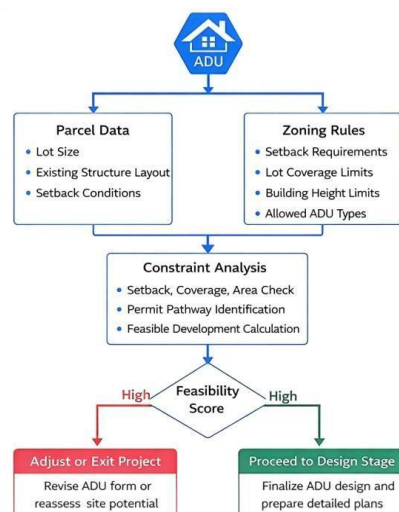 ADU
Parcel Data
• Lot Size
• Existing Structure Layout
• Setback Conditions
Zoning Rules
• Setback Requirements
• Lot Coverage Limits
• Building Height Limits
• Allowed ADU Types
Constraint Analysis
• Setback, Coverage, Area Check
• Permit Pathway Identification
• Feasible Development Calculation
High
Feasibility
Score
High
Adjust or Exit Project
Revise ADU form or
reassess site potential
Proceed to Design Stage
Finalize ADU design and
prepare detailed plans